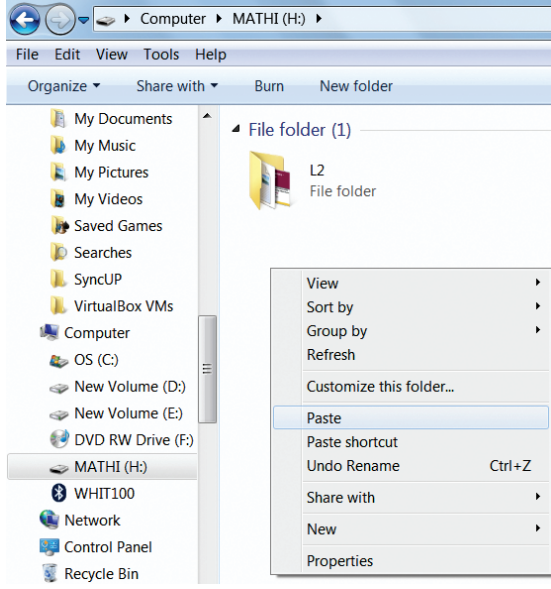 Computer MATHI (H:)
File Edit View Tools Help
Organize Share with Burn New folder
My Documents
My Music
My Pictures
My Videos
Saved Games
Searches
SyncUP
VirtualBox VMs
Computer
OS (C:)
New Volume (D:)
New Volume (E:)
DVD RW Drive (F:)
MATHI (H:)
WHIT100
Network
Control Panel
Recycle Bin
File folder (1)
L2
File folder
View
Sort by
Group by
Refresh
Customize this folder...
Paste
Paste shortcut
Undo Rename Ctrl+Z
Share with
New
Properties